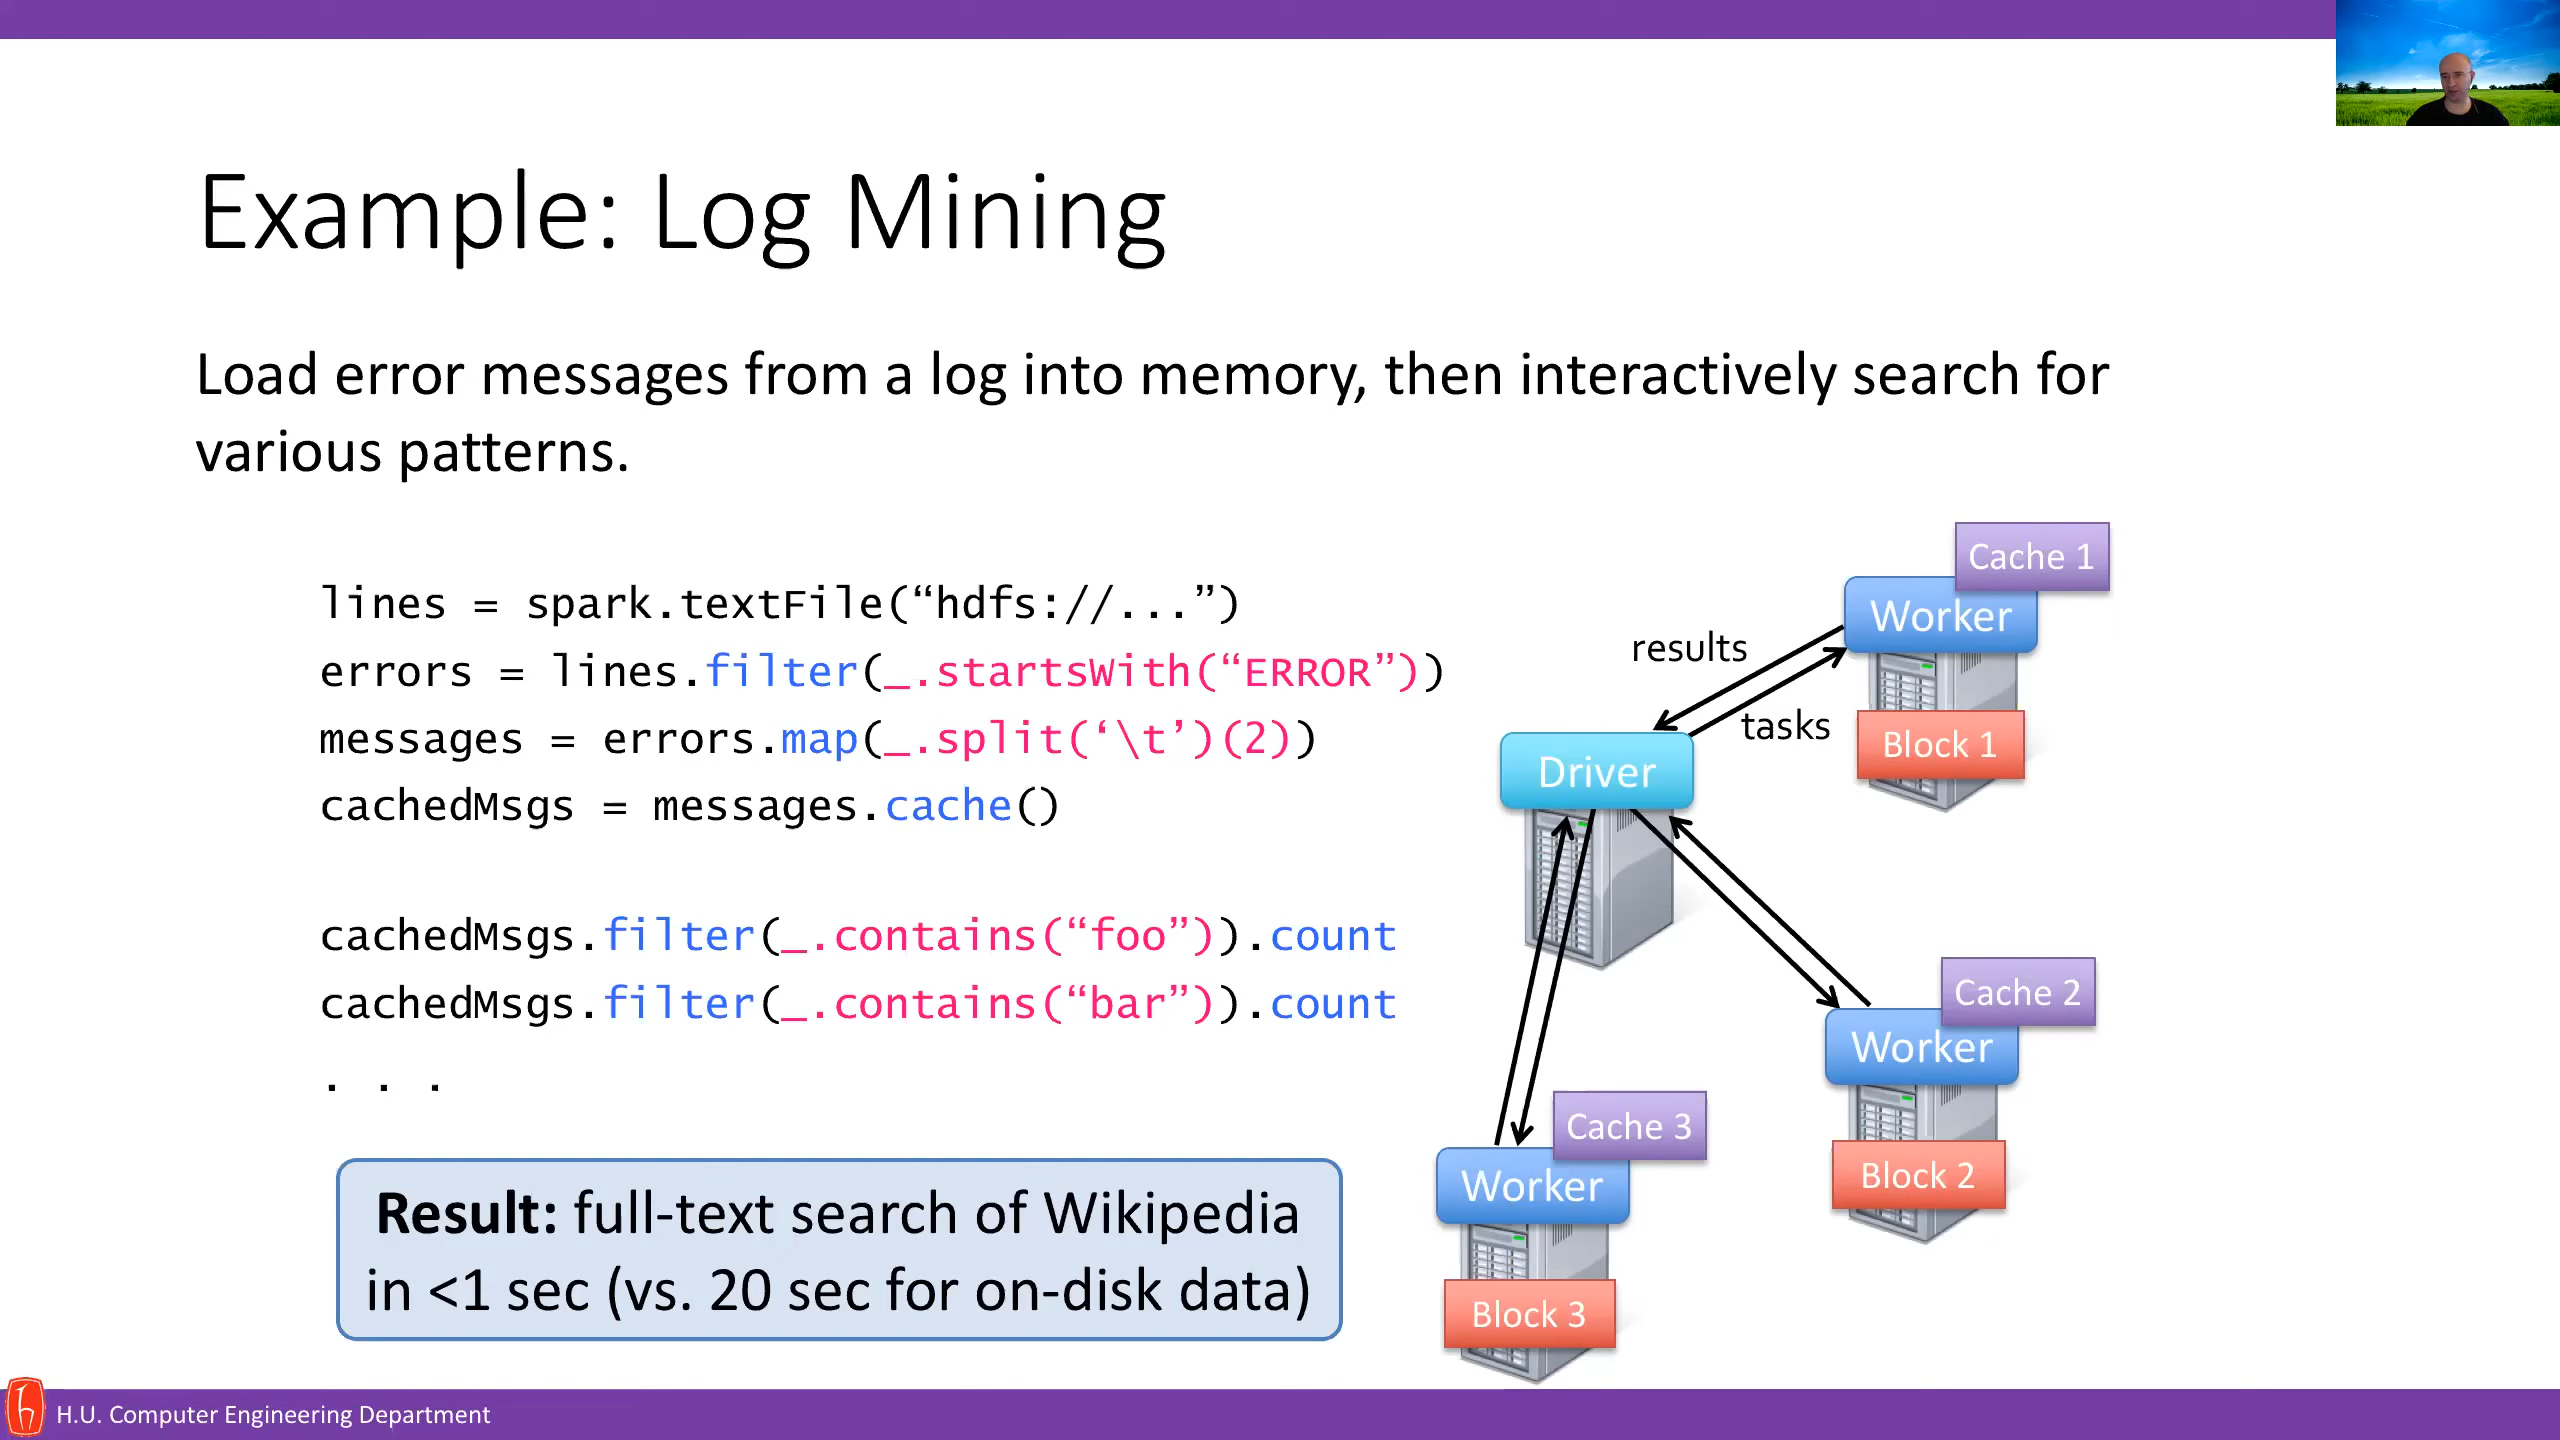 Example: Log Mining
Load error messages from a log into memory, then interactively search for
various patterns.
lines = spark.textFile(“hdfs://...”)
errors = lines.filter(_.startsWith(“ERROR”))
messages = errors.map(_.split(‘\t’)(2))
cachedMsgs = messages.cache()
cachedMsgs.filter(_.contains(“foo”)).count
cachedMsgs.filter(_.contains(“bar”)).count
. . .
Result: full-text search of Wikipedia
in <1 sec (vs. 20 sec for on-disk data)
Cache 1
Worker
results
tasks
Block 1
Driver
Cache 2
Worker
Block 2
Cache 3
Worker
Block 3
H.U. Computer Engineering Department